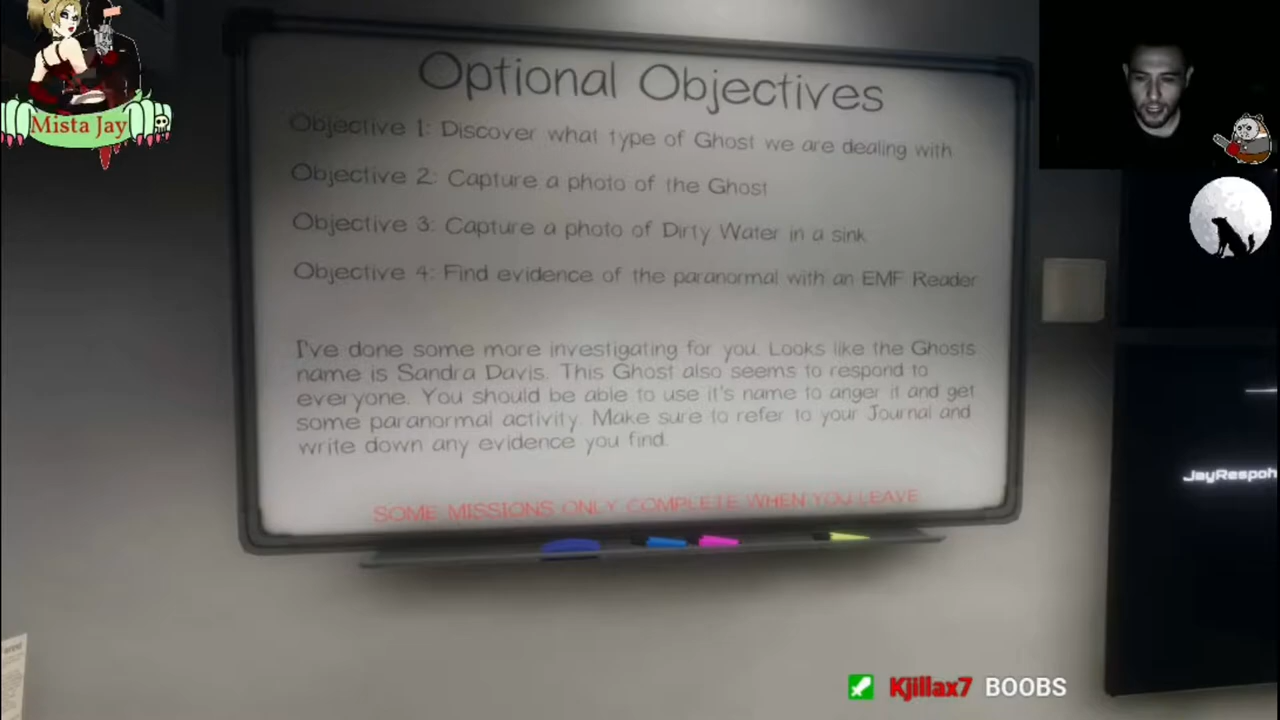 Optional Objectives
Objective 1: Discover what type of Ghost we are dealing with
Objective 2: Capture a photo of the Ghost
Objective 3: Capture a photo of Dirty Water in a sink
Objective 4: Find evidence of the paranormal with an EMF Reader
I've done some more investigating for you. Looks like the Ghosts
name is Sandra Davis. This Ghost also seems to respond to
everyone. You should be able to use it's name to anger it and get
some paranormal activity. Make sure to refer to your Journal and
write down any evidence you find.
SOME MISSIONS ONLY COMPLETE WHEN YOU LEAVE
Mista Jay
JayRespoh
Kjillax7 BOOBS